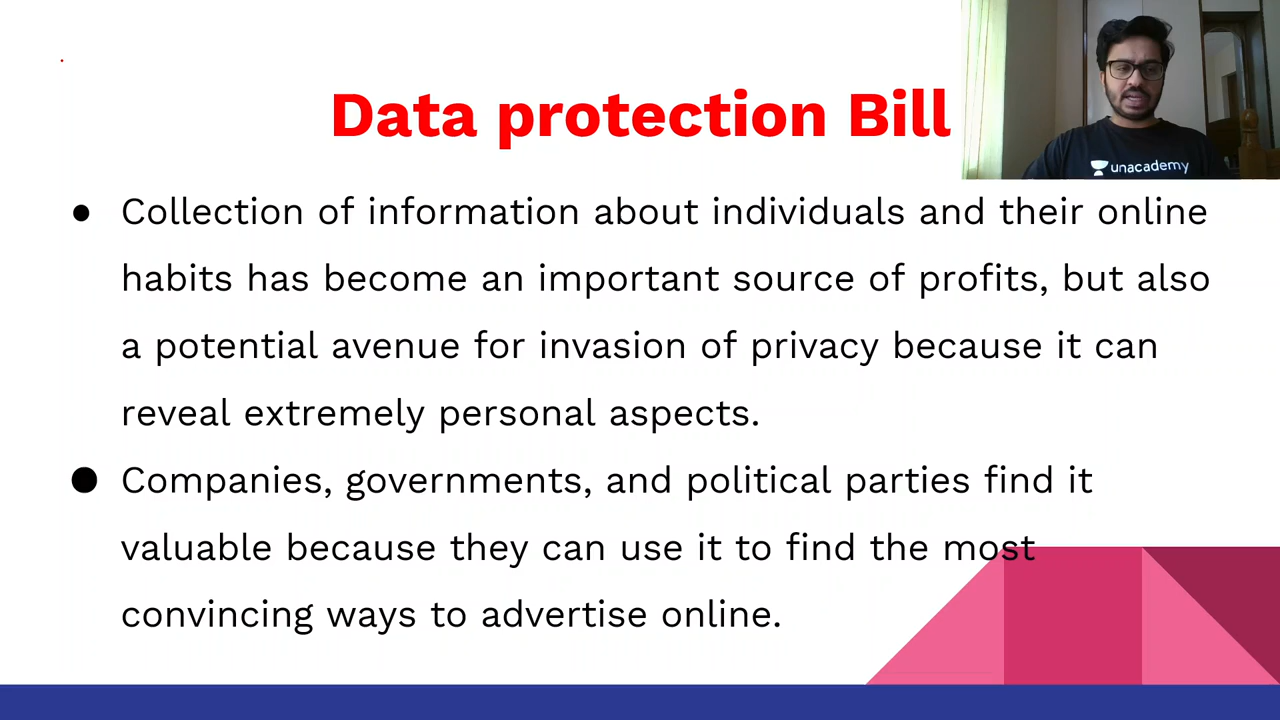 Data protection Bill
unacademy
● Collection of information about individuals and their online
habits has become an important source of profits, but also
a potential avenue for invasion of privacy because it can
reveal extremely personal aspects.
● Companies, governments, and political parties find it
valuable because they can use it to find the most
convincing ways to advertise online.